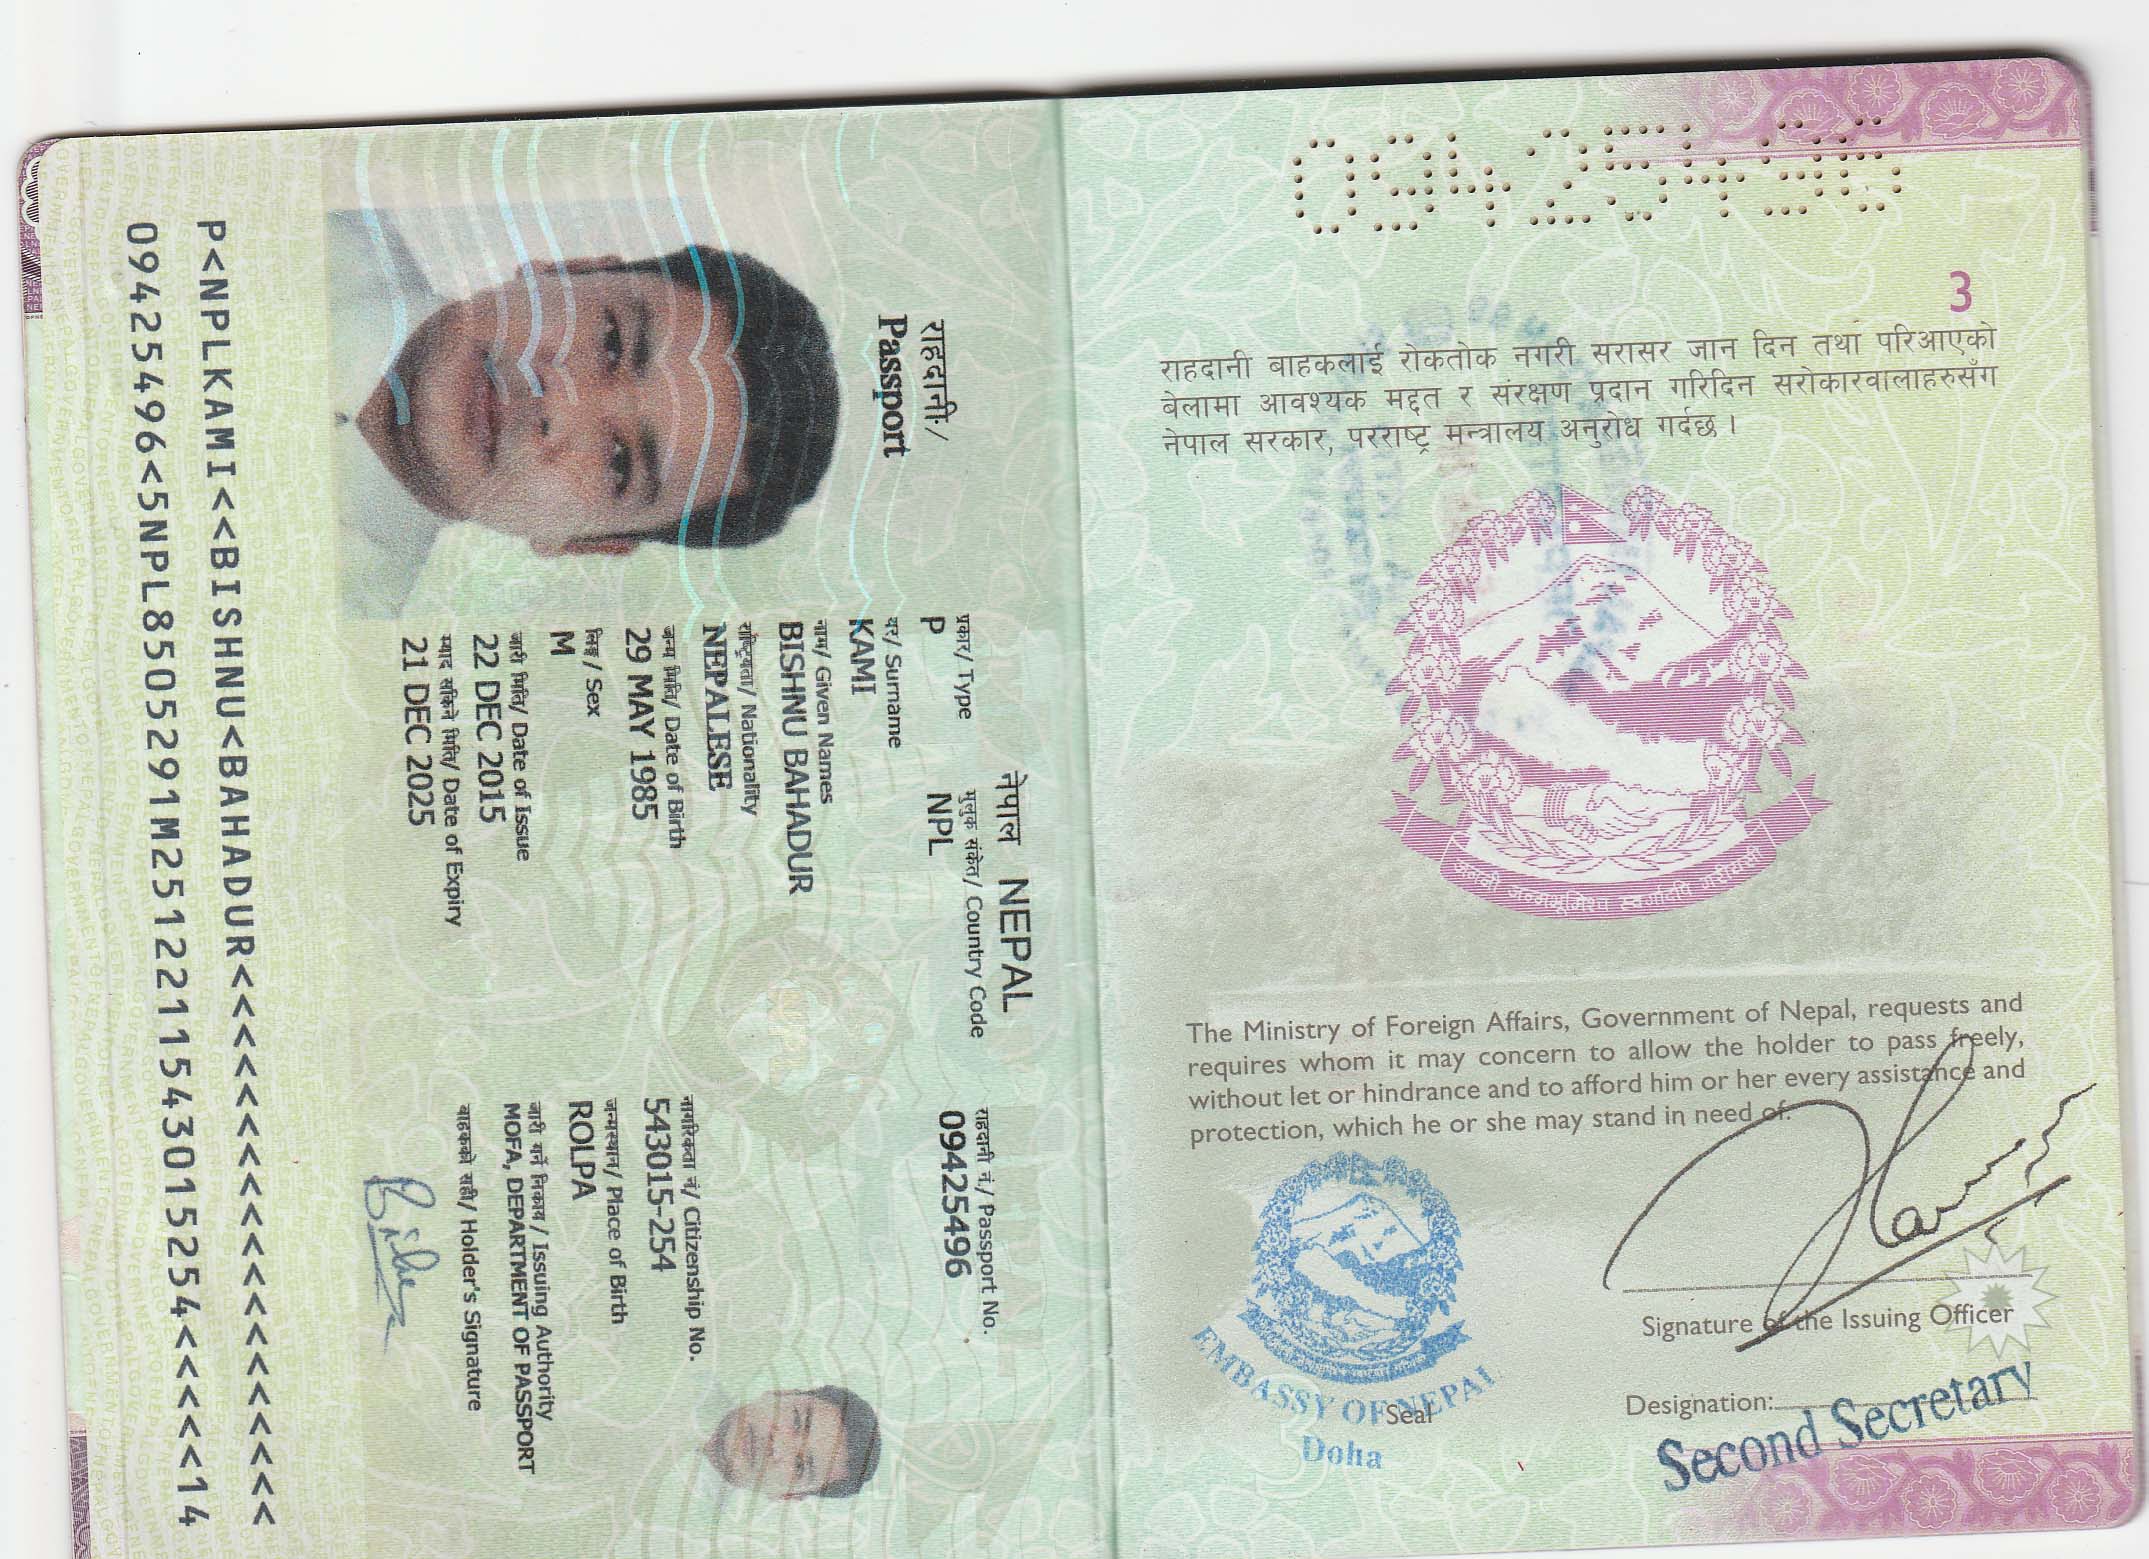 09425496
3
राहदानी बाहकलाई रोकतोक नगरी सरासर जान दिन तथा परिआएको
बेलामा आवश्यक मद्दत र संरक्षण प्रदान गरिदिन सरोकारवालाहरुसँग
नेपाल सरकार, परराष्ट्र मन्त्रालय अनुरोध गर्दछ ।
The Ministry of Foreign Affairs, Government of Nepal, requests and
requires whom it may concern to allow the holder to pass freely,
without let or hindrance and to afford him or her every assistance and
protection, which he or she may stand in need of.
Signature of the Issuing Officer
Designation:
Second Secretary
Seal
EMBASSY OF NEPAL
Doha
नेपाल NEPAL
राहदानी /
Passport
प्रकार/ Type
P
मुलुक संकेत/ Country Code
NPL
राहदानी नं./ Passport No.
09425496
थर/ Surname
KAMI
नाम/ Given Names
BISHNU BAHADUR
राष्ट्रियता/ Nationality
NEPALESE
जन्म मिति/ Date of Birth
29 MAY 1985
नागरिकता नं/ Citizenship No.
543015-254
लिङ्ग / Sex
M
जन्मस्थान/ Place of Birth
ROLPA
जारी मिति/ Date of Issue
22 DEC 2015
जारी गर्ने निकाय / Issuing Authority
MOFA, DEPARTMENT OF PASSPORT
म्याद सकिने मिति/ Date of Expiry
21 DEC 2025
वाहकको सही/ Holder's Signature
P<NPLKAMI<<BISHNU<BAHADUR<<<<<<<<<<<<<<<<<<<
09425496<5NPL8505291M2512211543015254<<<<<14